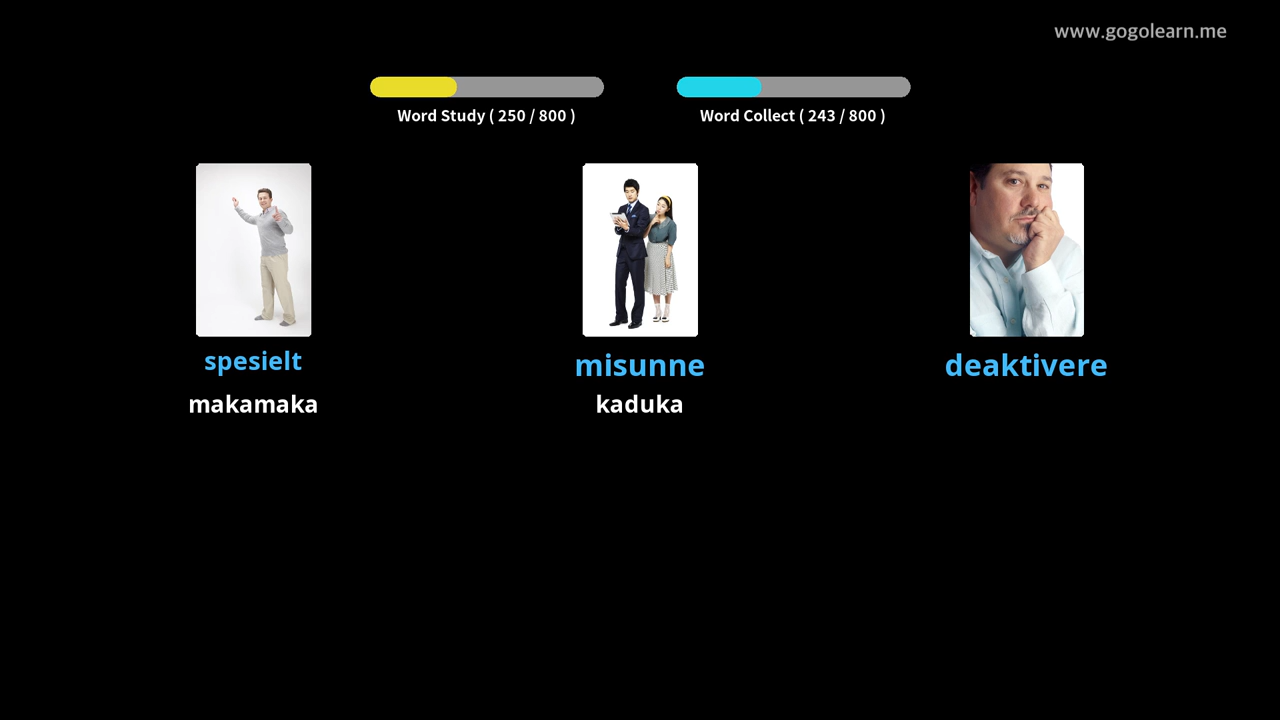 www.gogolearn.me
Word Study ( 250 / 800 )
Word Collect ( 243 / 800 )
spesielt
misunne
deaktivere
makamaka
kaduka